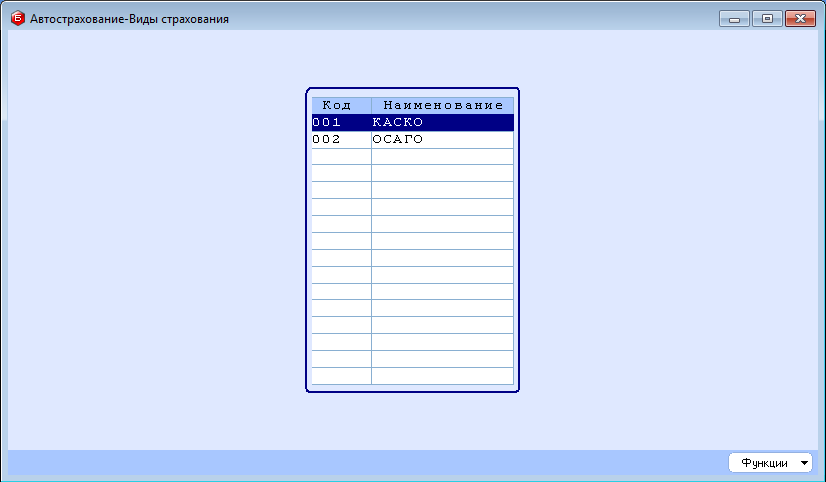 Автострахование-Виды страхования
Код Наименование
001 КАСКО
002 ОСАГО
Функции